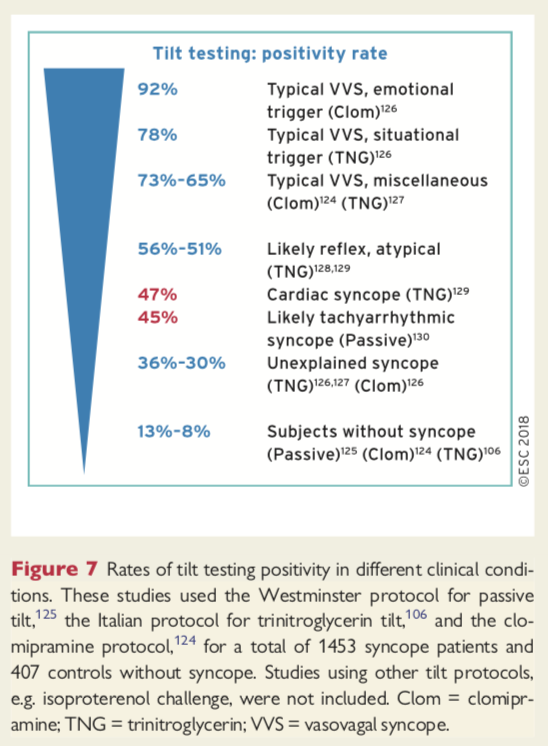 Tilt testing: positivity rate
92% Typical VVS, emotional
trigger (Clom)126
78% Typical VVS, situational
trigger (TNG)126
73%-65% Typical VVS, miscellaneous
(Clom)124 (TNG)127
56%-51% Likely reflex, atypical
(TNG)128,129
47% Cardiac syncope (TNG)129
45% Likely tachyarrhythmic
syncope (Passive)130
36%-30% Unexplained syncope
(TNG)126,127 (Clom)126
13%-8% Subjects without syncope
(Passive)125 (Clom)124 (TNG)106
©ESC 2018
Figure 7 Rates of tilt testing positivity in different clinical condi-
tions. These studies used the Westminster protocol for passive
tilt,125 the Italian protocol for trinitroglycerin tilt,106 and the clo-
mipramine protocol,124 for a total of 1453 syncope patients and
407 controls without syncope. Studies using other tilt protocols,
e.g. isoproterenol challenge, were not included. Clom = clomipr-
amine; TNG = trinitroglycerin; VVS = vasovagal syncope.